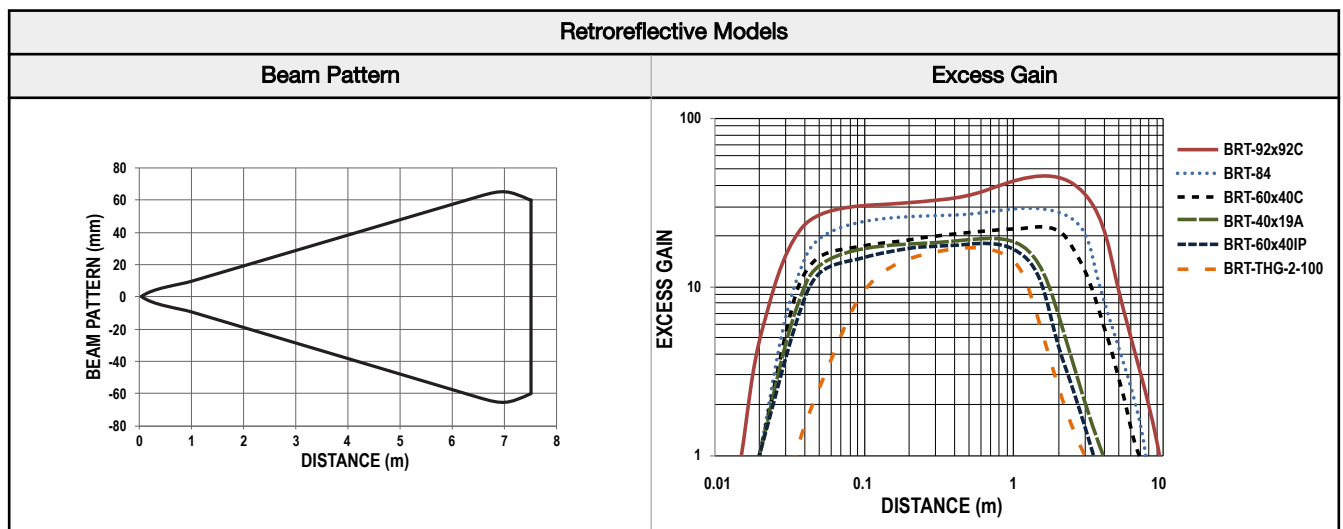 Retroreflective Models
Beam Pattern
Excess Gain
80
60
40
20
0
-20
-40
-60
-80
BEAM PATTERN (mm)
0 1 2 3 4 5 6 7 8
DISTANCE (m)
100
10
1
EXCESS GAIN
0.01 0.1 1 10
DISTANCE (m)
BRT-92x92C
BRT-84
BRT-60x40C
BRT-40x19A
BRT-60x40IP
BRT-THG-2-100